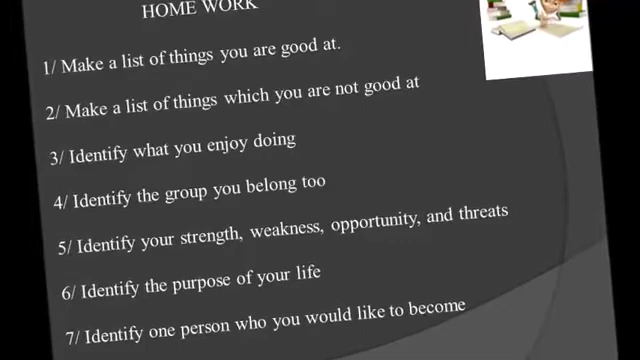 HOME WORK
1/ Make a list of things you are good at.
2/ Make a list of things which you are not good at
3/ Identify what you enjoy doing
4/ Identify the group you belong too
5/ Identify your strength, weakness, opportunity, and threats
6/ Identify the purpose of your life
7/ Identify one person who you would like to become